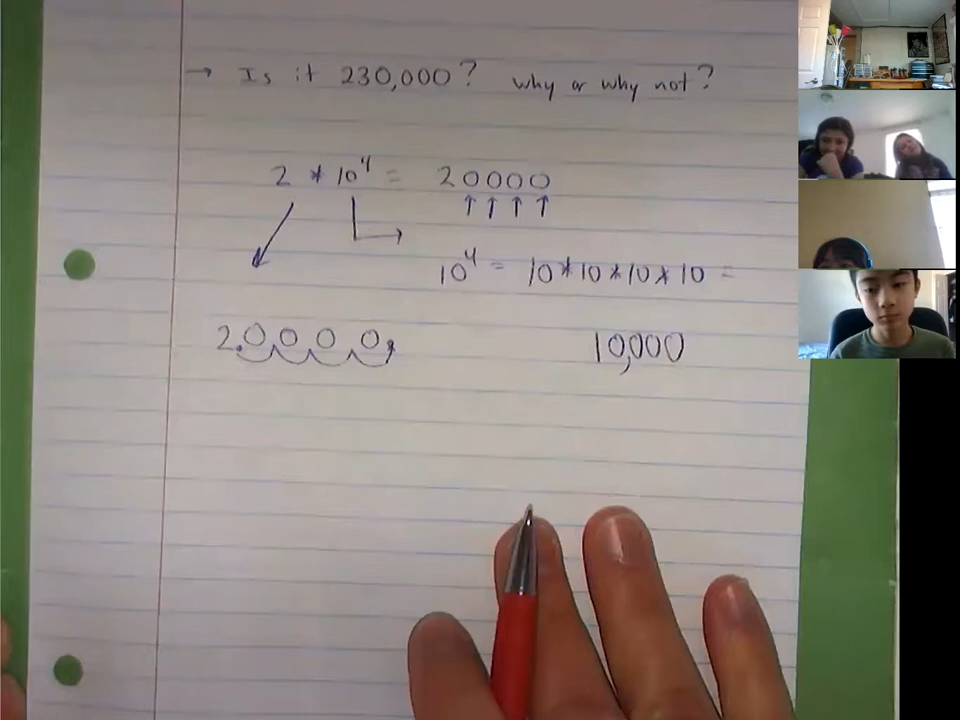 → Is it 230,000? why or why not?
2 * 10⁴ = 20000
10⁴ = 10*10*10*10 =
2.0000. 10,000